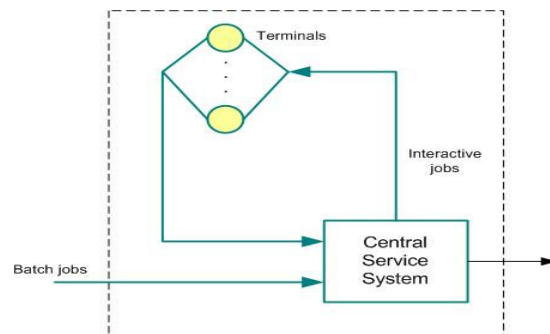 Terminals
Interactive
jobs
Central
Service
System
Batch jobs